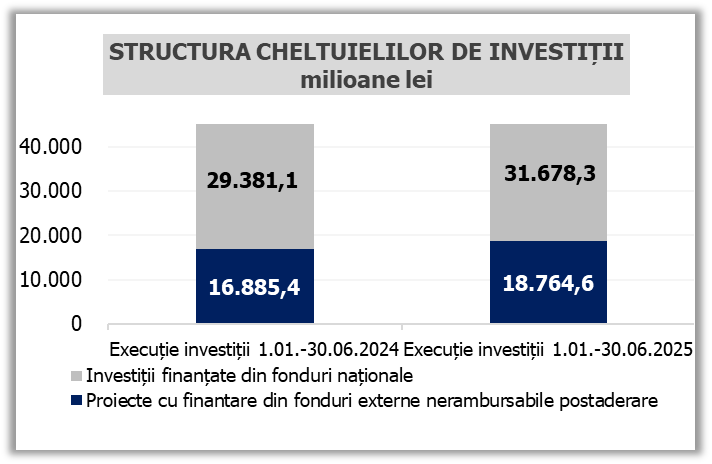 STRUCTURA CHELTUIELILOR DE INVESTIȚII
milioane lei
40.000
30.000
20.000
10.000
0
29.381,1
31.678,3
16.885,4
18.764,6
Execuție investiții 1.01.-30.06.2024
Execuție investiții 1.01.-30.06.2025
Investiții finanțate din fonduri naționale
Proiecte cu finantare din fonduri externe nerambursabile postaderare